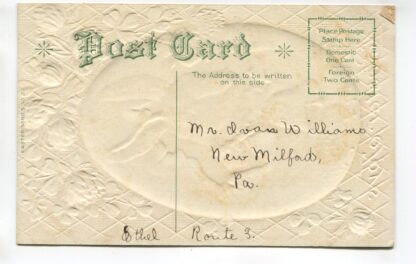 Post Card
Place Postage
Stamp Here
Domestic
One Cent
Foreign
Two Cents
The Address to be written
on this side
Mr. Ivan Williams
New Milford,
Pa.
Ethel Route 3.